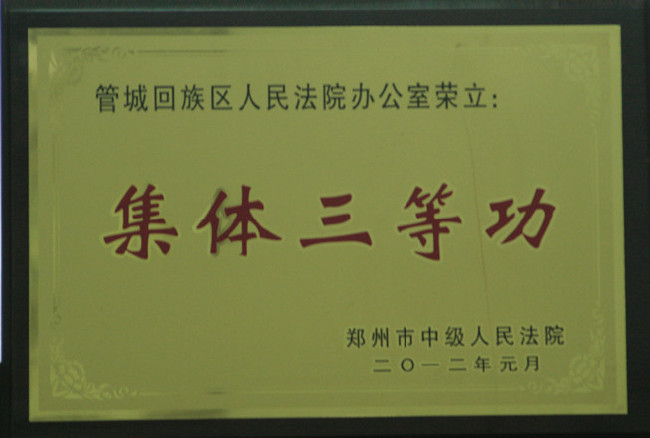 管城回族区人民法院办公室荣立：
集体三等功
郑州市中级人民法院
二〇一二年元月